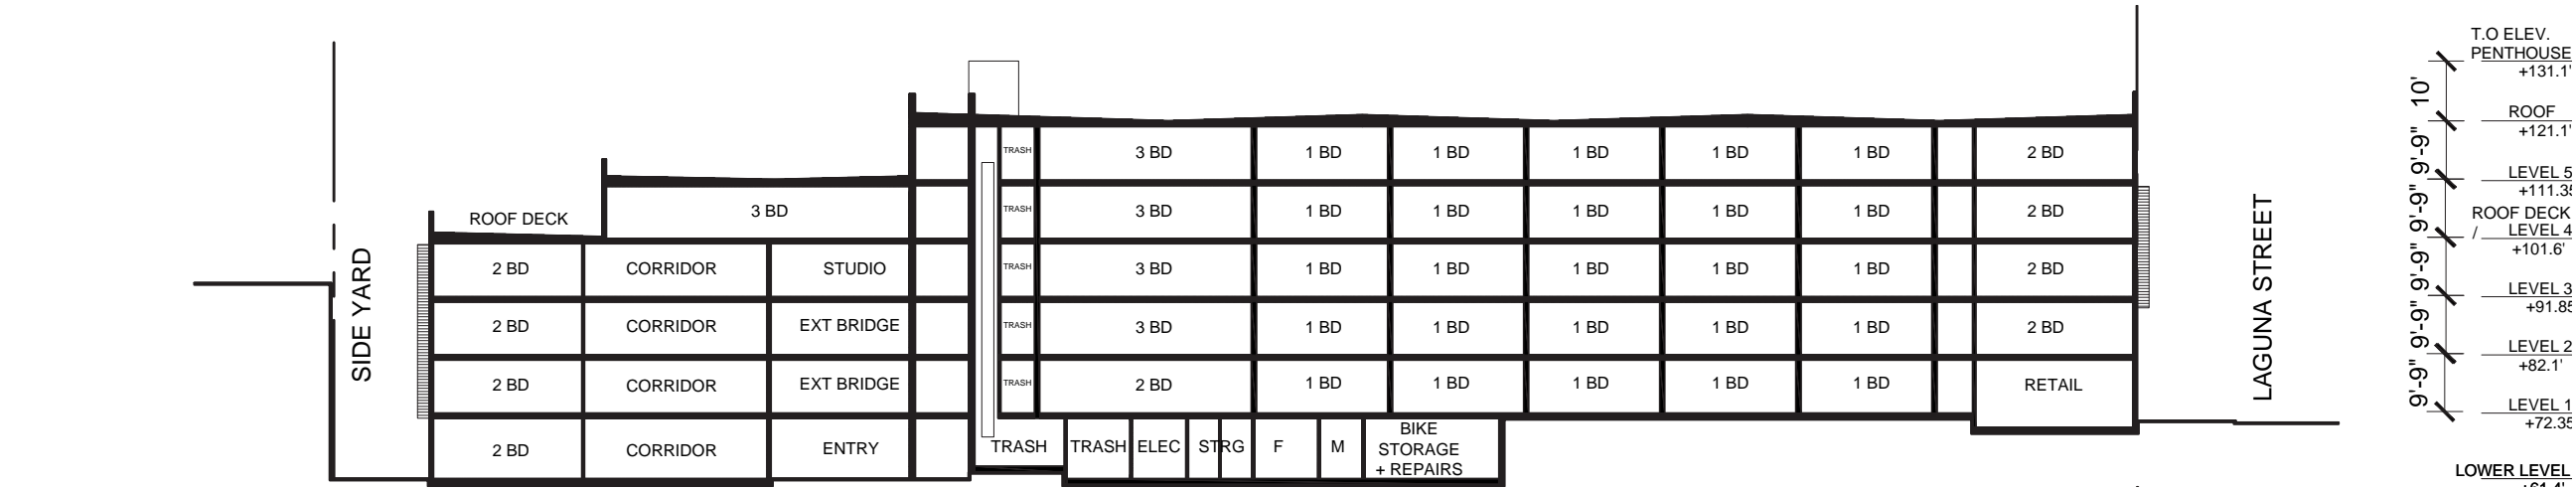 T.O ELEV.
PENTHOUSE
+131.1'
10'
ROOF
+121.1'
9'-9"
LEVEL 5
+111.35
9'-9"
ROOF DECK
/ LEVEL 4
+101.6'
9'-9"
LEVEL 3
+91.85
9'-9"
LEVEL 2
+82.1'
9'-9"
LEVEL 1
+72.35
LOWER LEVEL
+61.4'
SIDE YARD
LAGUNA STREET
TRASH 3 BD 1 BD 1 BD 1 BD 1 BD 1 BD 2 BD
ROOF DECK 3 BD TRASH 3 BD 1 BD 1 BD 1 BD 1 BD 1 BD 2 BD
2 BD CORRIDOR STUDIO TRASH 3 BD 1 BD 1 BD 1 BD 1 BD 1 BD 2 BD
2 BD CORRIDOR EXT BRIDGE TRASH 3 BD 1 BD 1 BD 1 BD 1 BD 1 BD 2 BD
2 BD CORRIDOR EXT BRIDGE TRASH 2 BD 1 BD 1 BD 1 BD 1 BD 1 BD RETAIL
2 BD CORRIDOR ENTRY TRASH TRASH ELEC STRG F M
BIKE
STORAGE
+ REPAIRS